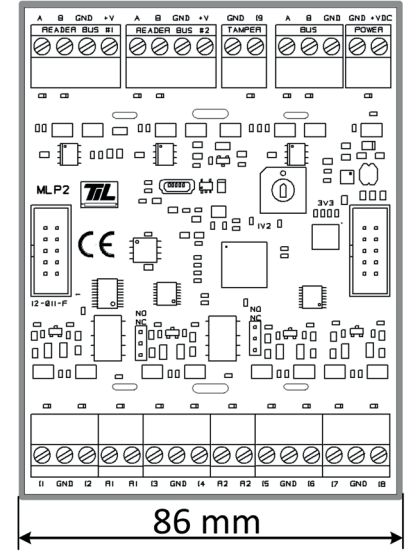 A B GND +V A B GND +V GND I9 A B GND GND +VDC
READER BUS #1 READER BUS #2 TAMPER BUS POWER
MLP2 TiL
3V3
1V2
CE
12-011-F
NO
NC
NO
NC
I1 GND I2 A1 A1 I3 GND I4 A2 A2 I5 GND I6 I7 GND I8
86 mm